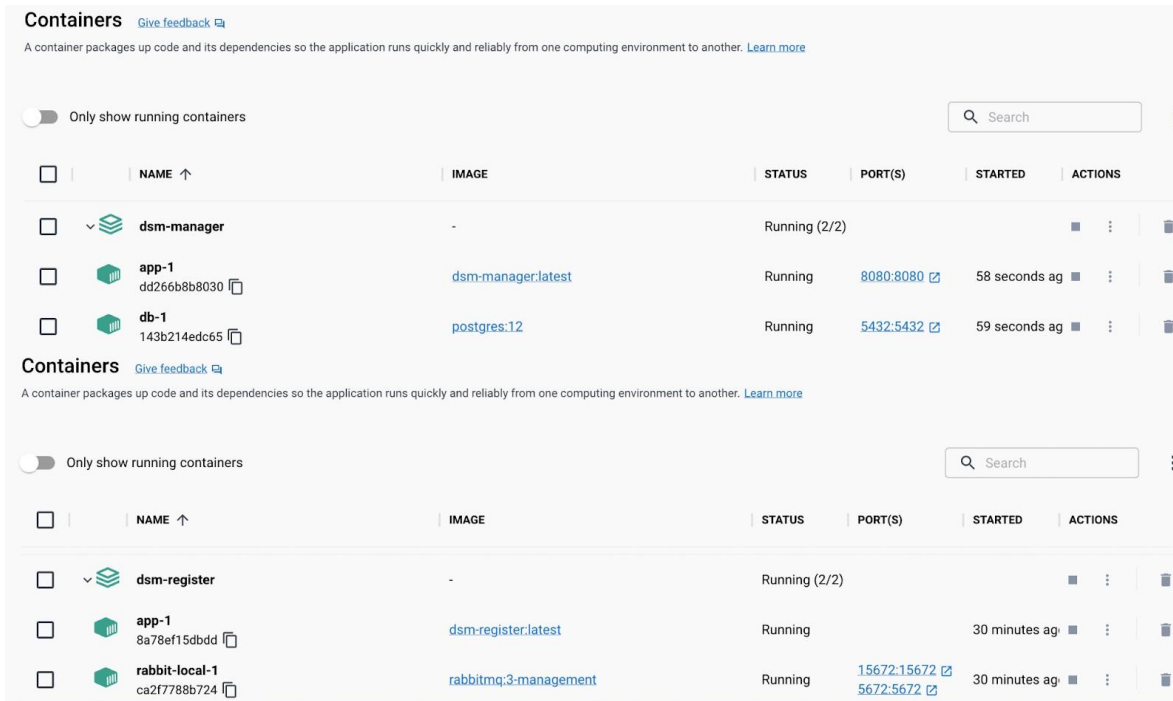 Containers Give feedback
A container packages up code and its dependencies so the application runs quickly and reliably from one computing environment to another. Learn more
Only show running containers Search
NAME IMAGE STATUS PORT(S) STARTED ACTIONS
dsm-manager - Running (2/2)
app-1
dd266b8b8030 dsm-manager:latest Running 8080:8080 58 seconds ag
db-1
143b214edc65 postgres:12 Running 5432:5432 59 seconds ag
Containers Give feedback
A container packages up code and its dependencies so the application runs quickly and reliably from one computing environment to another. Learn more
Only show running containers Search
NAME IMAGE STATUS PORT(S) STARTED ACTIONS
dsm-register - Running (2/2)
app-1
8a78ef15dbdd dsm-register:latest Running 30 minutes ag
rabbit-local-1 15672:15672
ca2f7788b724 rabbitmq:3-management Running 5672:5672 30 minutes ag